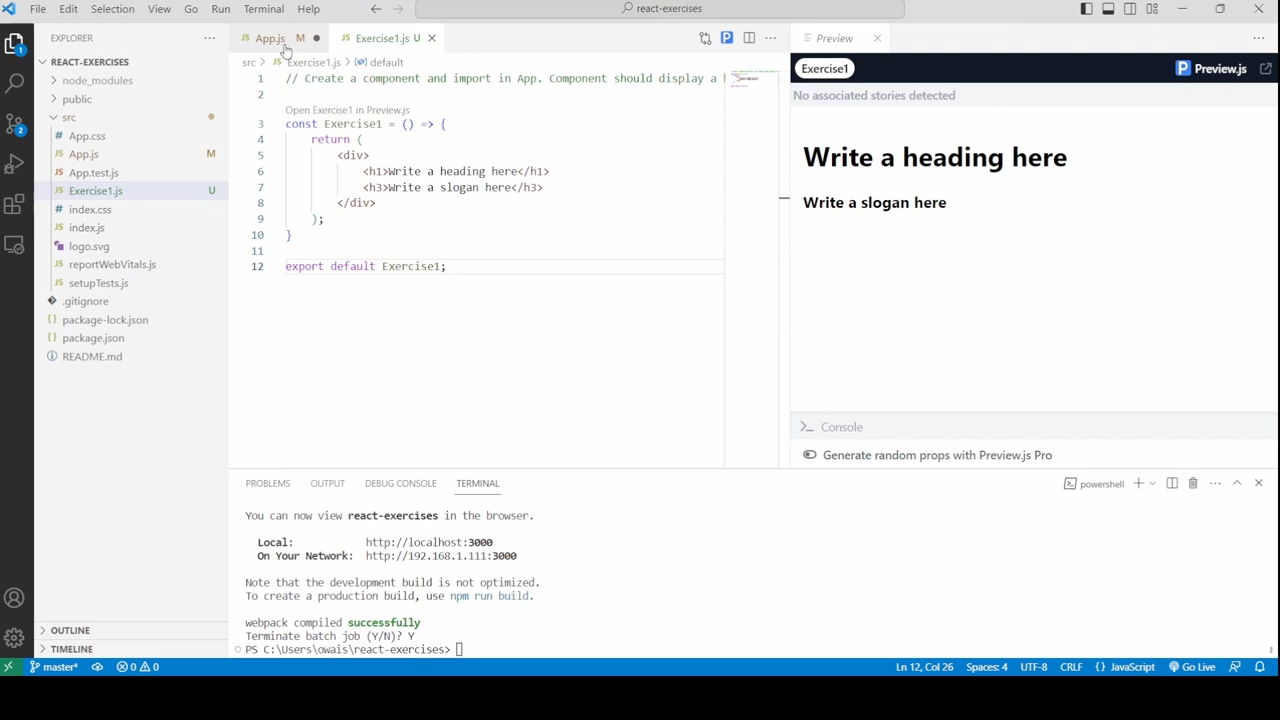 File Edit Selection View Go Run Terminal Help
react-exercises
EXPLORER
REACT-EXERCISES
node_modules
public
src
App.css
App.js M
App.test.js
Exercise1.js U
index.css
index.js
logo.svg
reportWebVitals.js
setupTests.js
.gitignore
package-lock.json
package.json
README.md
OUTLINE
TIMELINE
App.js M
Exercise1.js U
src > Exercise1.js > default
1 // Create a component and import in App. Component should display a
2
Open Exercise1 in Preview.js
3 const Exercise1 = () => {
4 return (
5 <div>
6 <h1>Write a heading here</h1>
7 <h3>Write a slogan here</h3>
8 </div>
9 );
10 }
11
12 export default Exercise1;
Preview
Exercise1
Preview.js
No associated stories detected
Write a heading here
Write a slogan here
Console
Generate random props with Preview.js Pro
PROBLEMS OUTPUT DEBUG CONSOLE TERMINAL
powershell
You can now view react-exercises in the browser.
Local: http://localhost:3000
On Your Network: http://192.168.1.111:3000
Note that the development build is not optimized.
To create a production build, use npm run build.
webpack compiled successfully
Terminate batch job (Y/N)? Y
PS C:\Users\owais\react-exercises>
master* 0 0 Ln 12, Col 26 Spaces: 4 UTF-8 CRLF {} JavaScript Go Live